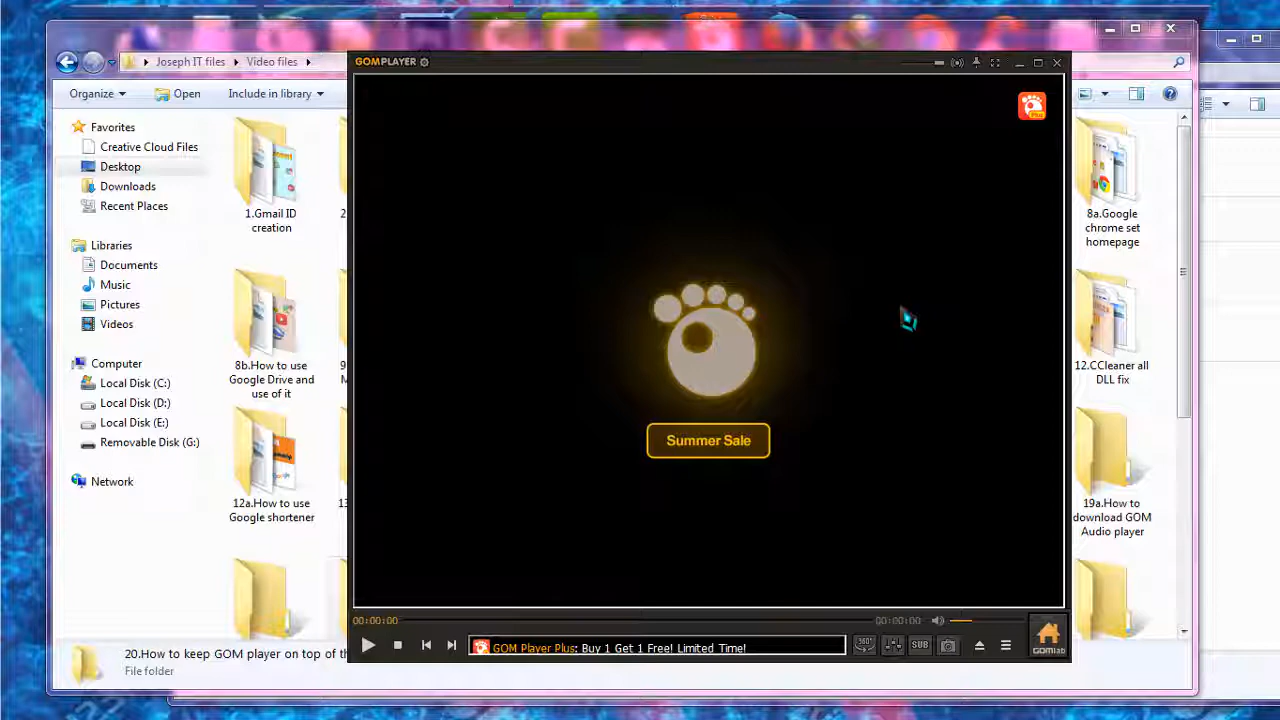 Joseph IT files
Video files
GOMPLAYER
Organize
Open
Include in library
Plus
Favorites
Creative Cloud Files
Desktop
Downloads
Recent Places
Libraries
Documents
Music
Pictures
Videos
Computer
Local Disk (C:)
Local Disk (D:)
Local Disk (E:)
Removable Disk (G:)
Network
1.Gmail ID
creation
8b.How to use
Google Drive and
use of it
12a.How to use
Google shortener
8a.Google
chrome set
homepage
12.CCleaner all
DLL fix
19a.How to
download GOM
Audio player
Summer Sale
00:00:00
00:00:00
GOM Player Plus: Buy 1 Get 1 Free! Limited Time!
360°
SUB
GOMlab
20.How to keep GOM player on top of th
File folder